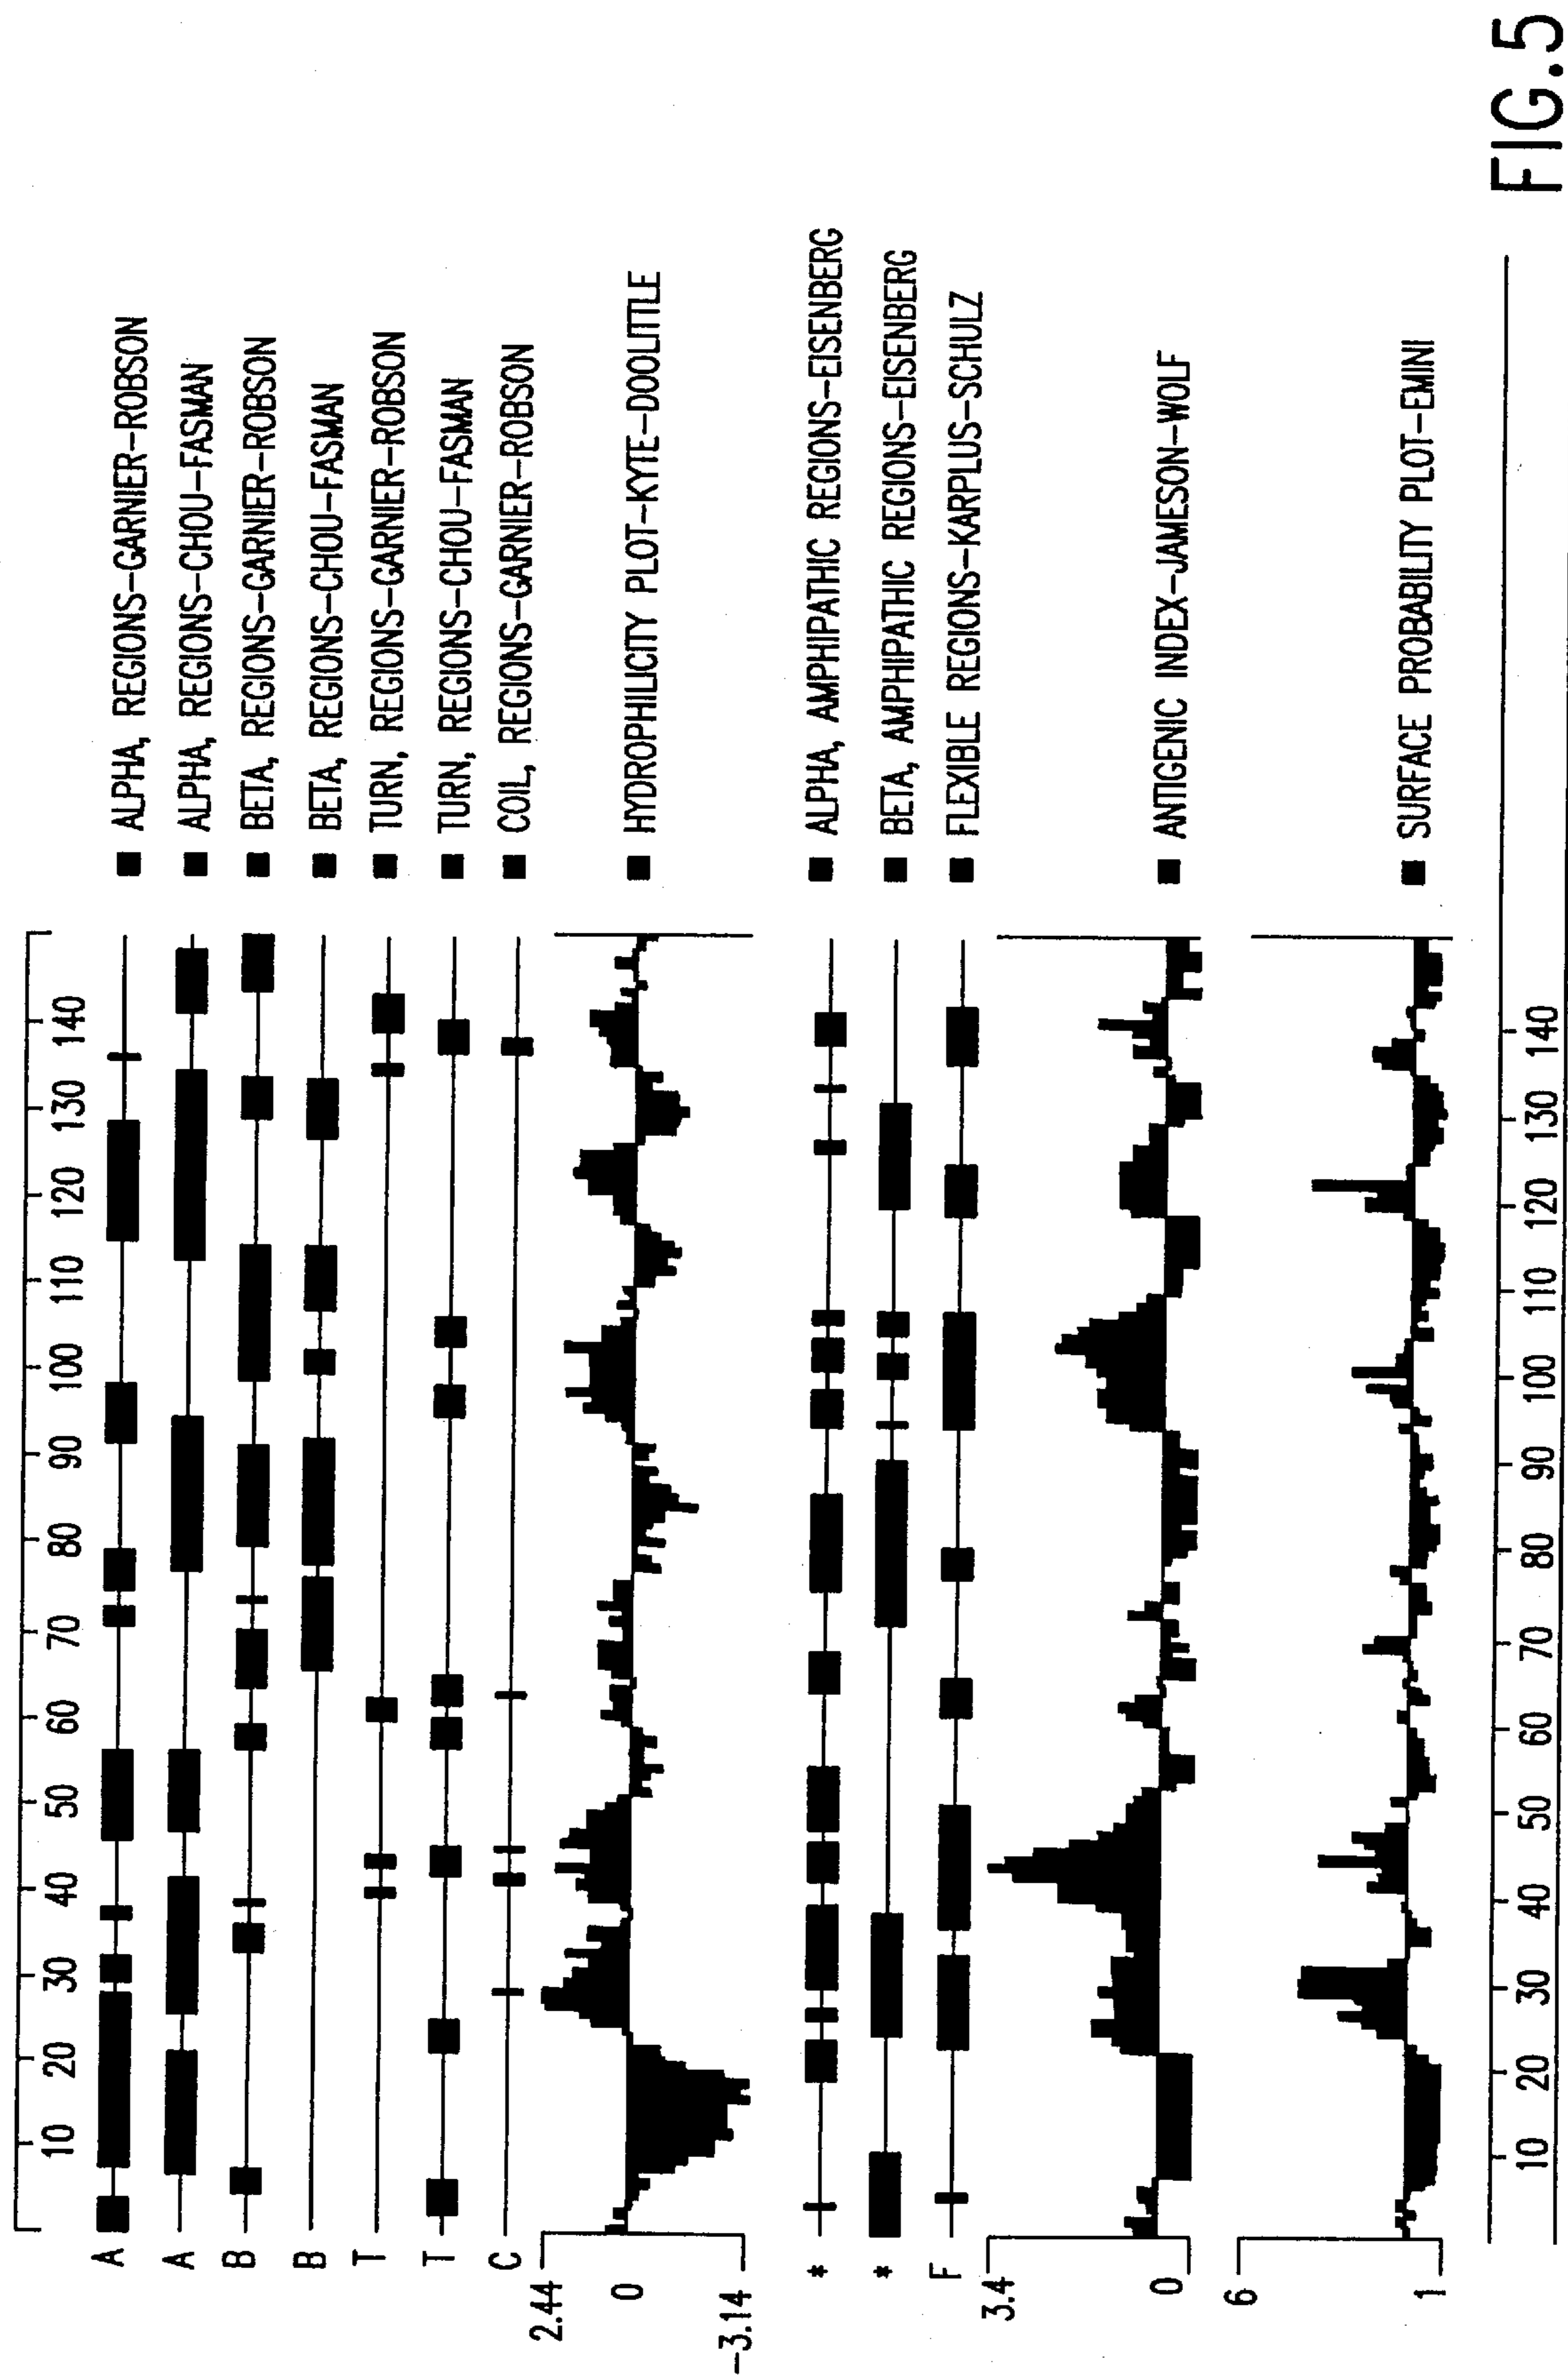 10 20 30 40 50 60 70 80 90 100 110 120 130 140
A ■ ALPHA, REGIONS-GARNIER-ROBSON
A ■ ALPHA, REGIONS-CHOU-FASMAN
B ■ BETA, REGIONS-GARNIER-ROBSON
B ■ BETA, REGIONS-CHOU-FASMAN
T ■ TURN, REGIONS-GARNIER-ROBSON
T ■ TURN, REGIONS-CHOU-FASMAN
C ■ COIL, REGIONS-GARNIER-ROBSON
2.44
0 ■ HYDROPHILICITY PLOT-KYTE-DOOLITTLE
-3.14
* ■ ALPHA, AMPHIPATHIC REGIONS-EISENBERG
* ■ BETA, AMPHIPATHIC REGIONS-EISENBERG
F ■ FLEXIBLE REGIONS-KARPLUS-SCHULZ
3.4
■ ANTIGENIC INDEX-JAMESON-WOLF
0
6
■ SURFACE PROBABILITY PLOT-EMINI
1
10 20 30 40 50 60 70 80 90 100 110 120 130 140
FIG.5